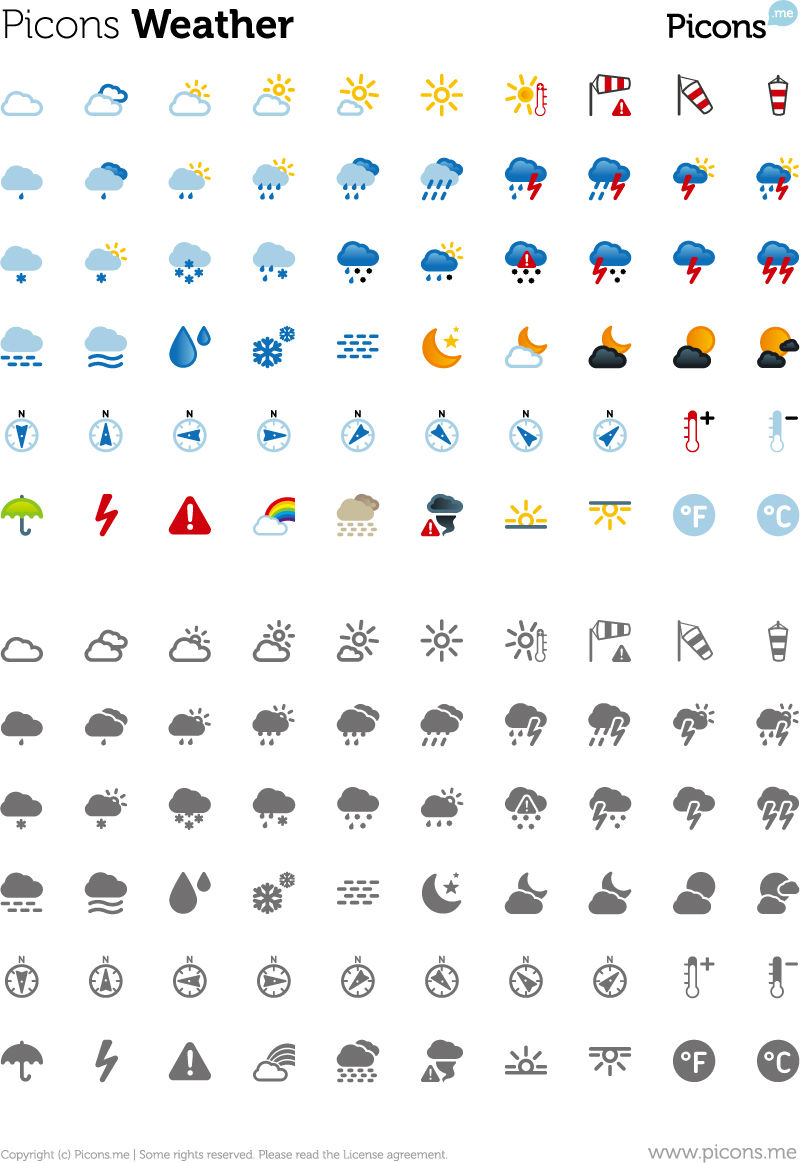 Picons Weather
Picons .me
N N N N N N N N
°F °C
N N N N N N N N
°F °C
Copyright (c) Picons.me | Some rights reserved. Please read the License agreement.
www.picons.me